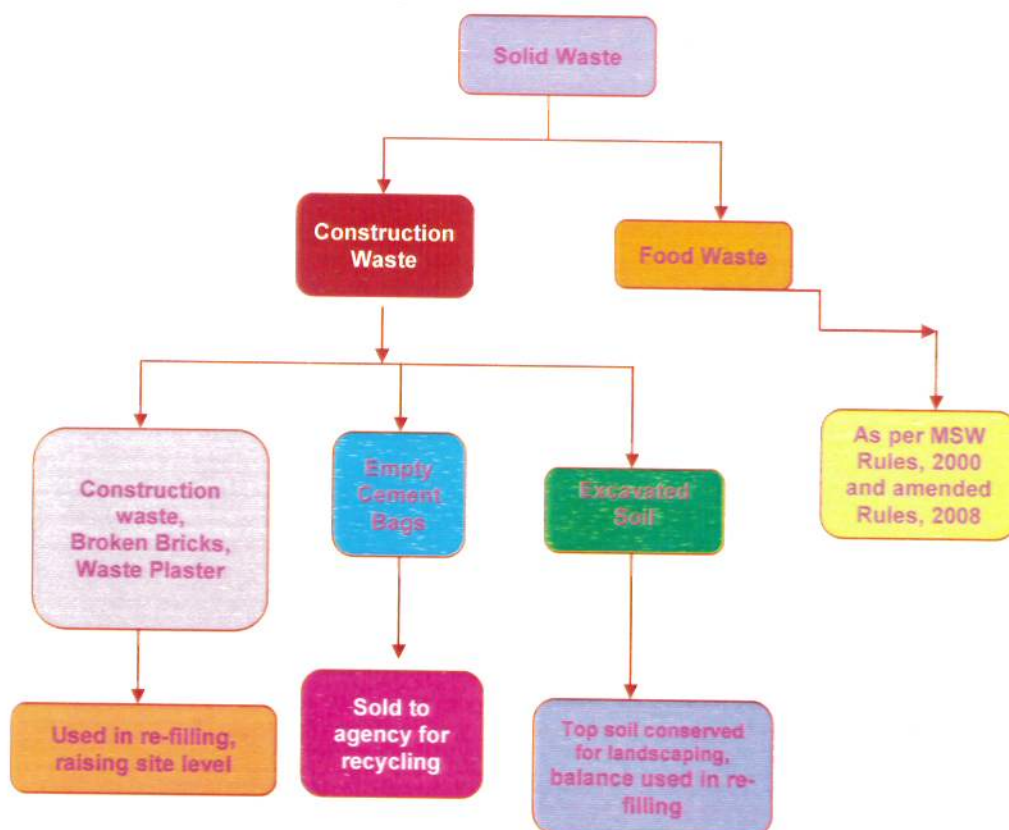 Solid Waste
Construction
Waste
Food Waste
Construction
waste,
Broken Bricks,
Waste Plaster
Empty
Cement
Bags
Excavated
Soil
As per MSW
Rules, 2000
and amended
Rules, 2008
Used in re-filling,
raising site level
Sold to
agency for
recycling
Top soil conserved
for landscaping,
balance used in re-
filling